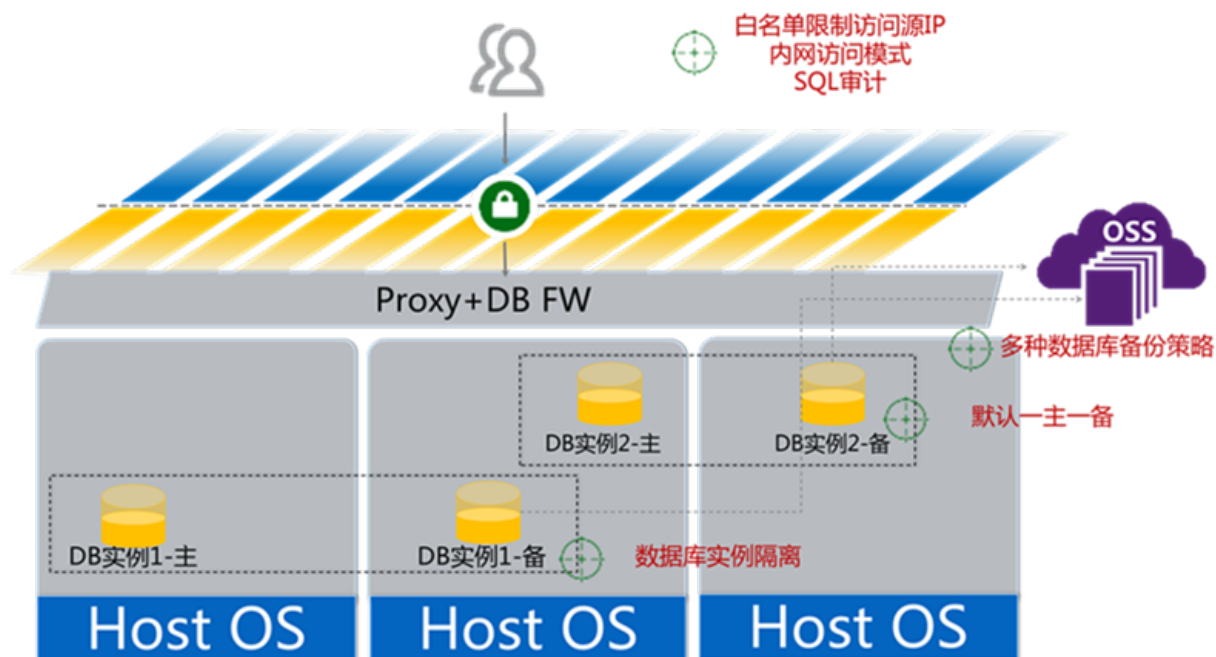 白名单限制访问源IP
内网访问模式
SQL审计
OSS
Proxy+DB FW
多种数据库备份策略
默认一主一备
DB实例2-主
DB实例2-备
DB实例1-主
DB实例1-备
数据库实例隔离
Host OS
Host OS
Host OS